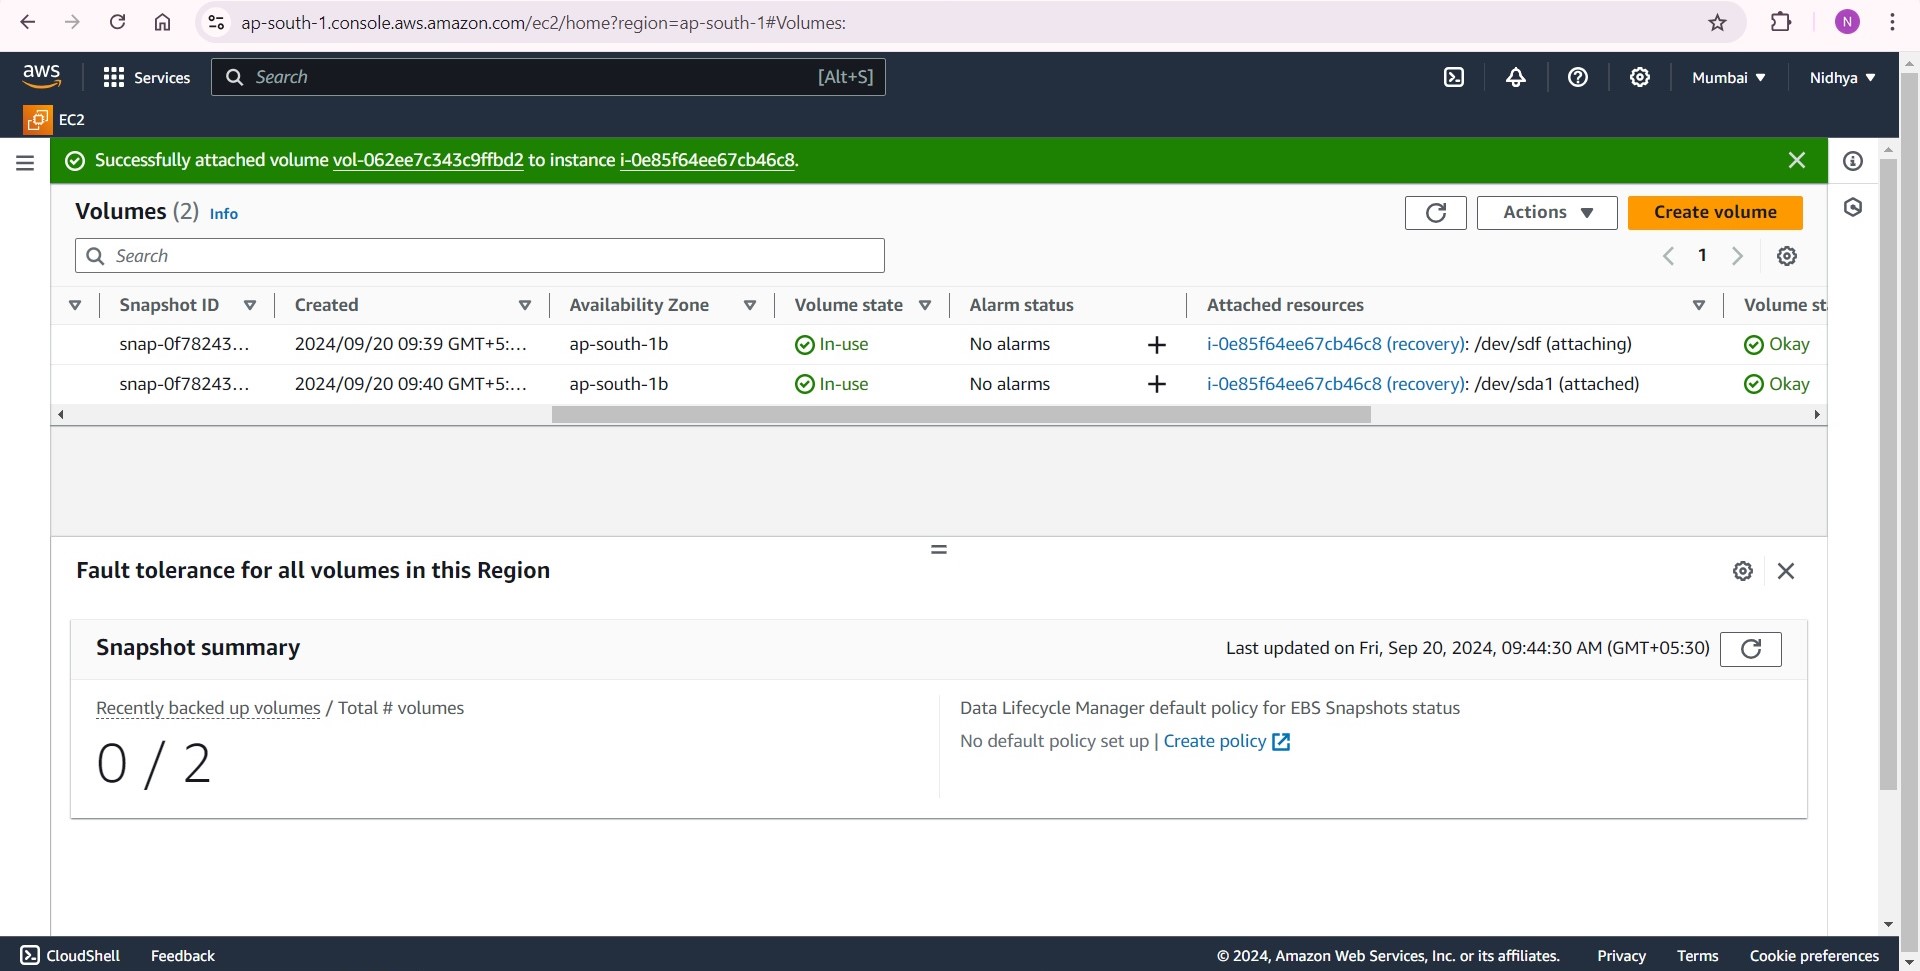 ap-south-1.console.aws.amazon.com/ec2/home?region=ap-south-1#Volumes:
N
aws
Services
Search
[Alt+S]
Mumbai
Nidhya
EC2
Successfully attached volume vol-062ee7c343c9ffbd2 to instance i-0e85f64ee67cb46c8.
Volumes (2) Info
Actions
Create volume
Search
1
Snapshot ID Created Availability Zone Volume state Alarm status Attached resources Volume st
snap-0f78243... 2024/09/20 09:39 GMT+5:... ap-south-1b In-use No alarms + i-0e85f64ee67cb46c8 (recovery): /dev/sdf (attaching) Okay
snap-0f78243... 2024/09/20 09:40 GMT+5:... ap-south-1b In-use No alarms + i-0e85f64ee67cb46c8 (recovery): /dev/sda1 (attached) Okay
Fault tolerance for all volumes in this Region
Snapshot summary
Last updated on Fri, Sep 20, 2024, 09:44:30 AM (GMT+05:30)
Recently backed up volumes / Total # volumes
0 / 2
Data Lifecycle Manager default policy for EBS Snapshots status
No default policy set up | Create policy
CloudShell Feedback © 2024, Amazon Web Services, Inc. or its affiliates. Privacy Terms Cookie preferences